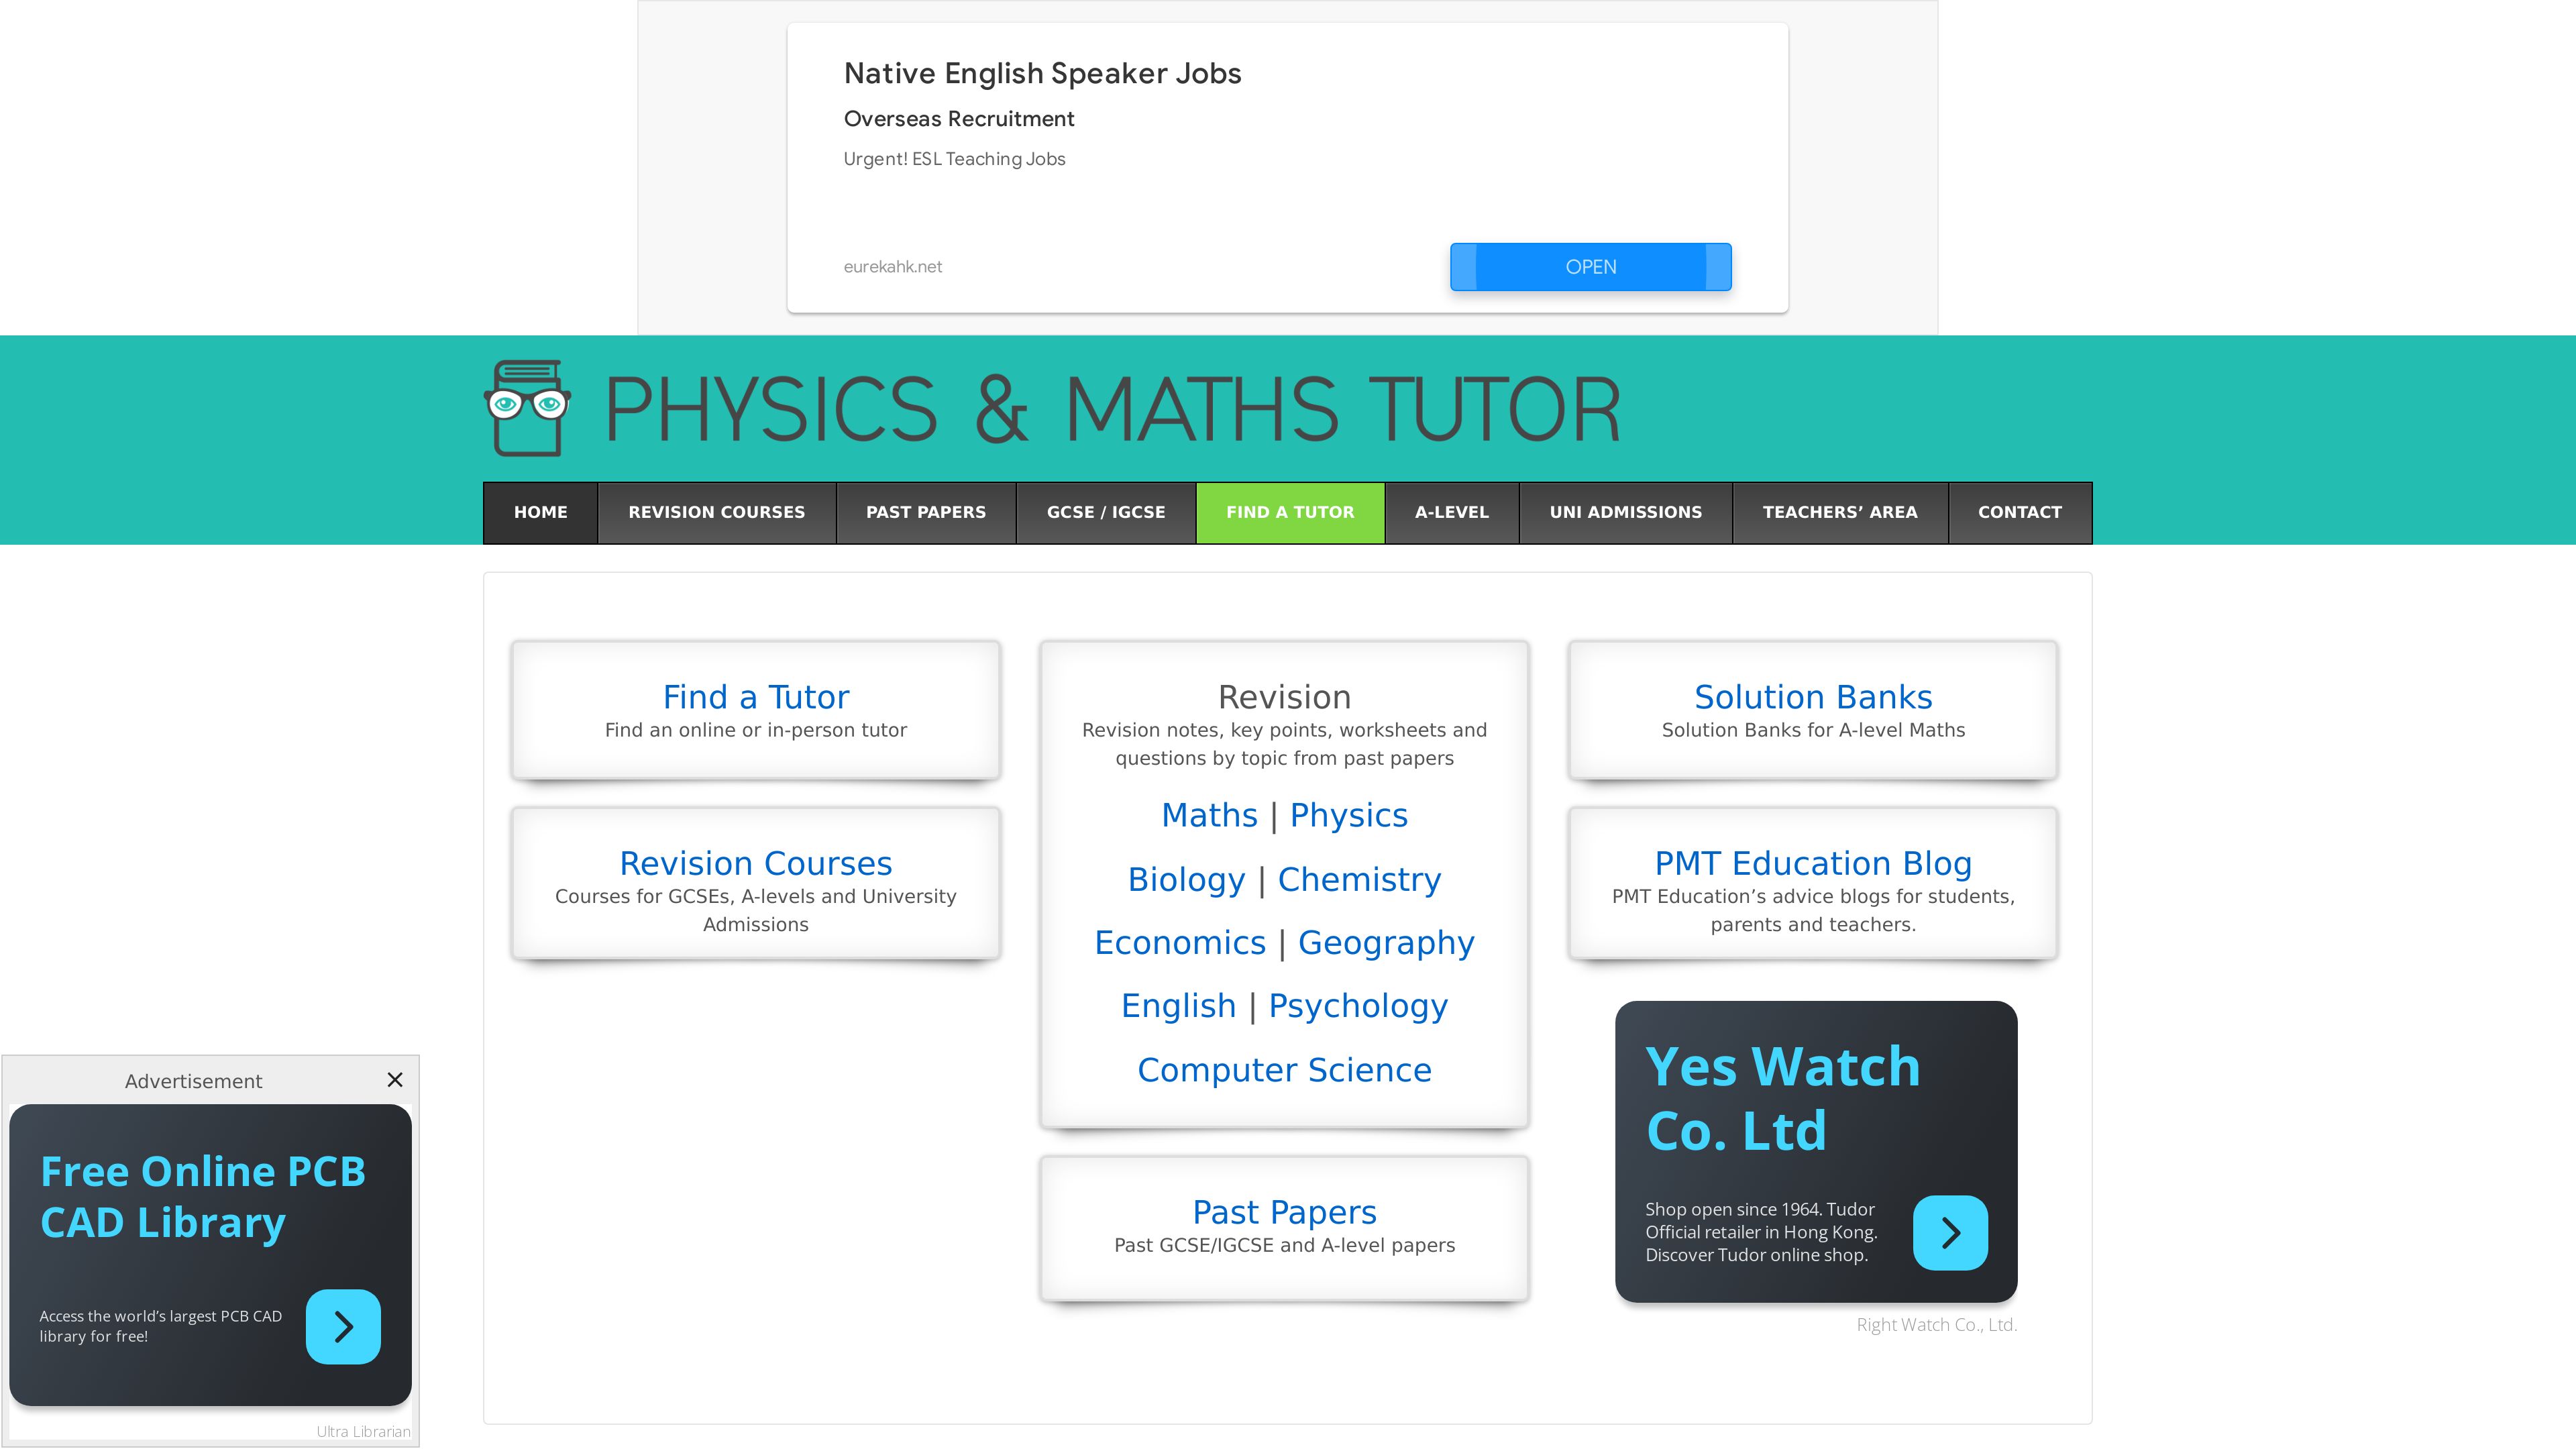 Native English Speaker Jobs
Overseas Recruitment
Urgent! ESL Teaching Jobs
eurekahk.net
OPEN
PHYSICS & MATHS TUTOR
HOME
REVISION COURSES
PAST PAPERS
GCSE / IGCSE
FIND A TUTOR
A-LEVEL
UNI ADMISSIONS
TEACHERS’ AREA
CONTACT
Find a Tutor
Find an online or in-person tutor
Revision Courses
Courses for GCSEs, A-levels and University
Admissions
Revision
Revision notes, key points, worksheets and
questions by topic from past papers
Maths | Physics
Biology | Chemistry
Economics | Geography
English | Psychology
Computer Science
Past Papers
Past GCSE/IGCSE and A-level papers
Solution Banks
Solution Banks for A-level Maths
PMT Education Blog
PMT Education’s advice blogs for students,
parents and teachers.
Yes Watch
Co. Ltd
Shop open since 1964. Tudor
Official retailer in Hong Kong.
Discover Tudor online shop.
Right Watch Co., Ltd.
Advertisement
Free Online PCB
CAD Library
Access the world’s largest PCB CAD
library for free!
Ultra Librarian